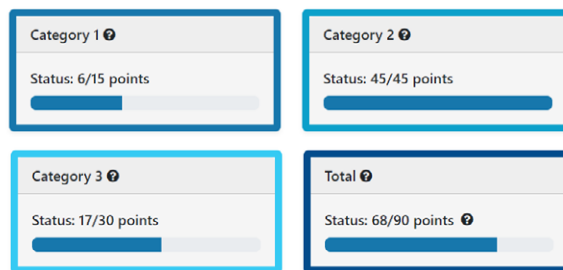 Category 1
Status: 6/15 points
Category 2
Status: 45/45 points
Category 3
Status: 17/30 points
Total
Status: 68/90 points